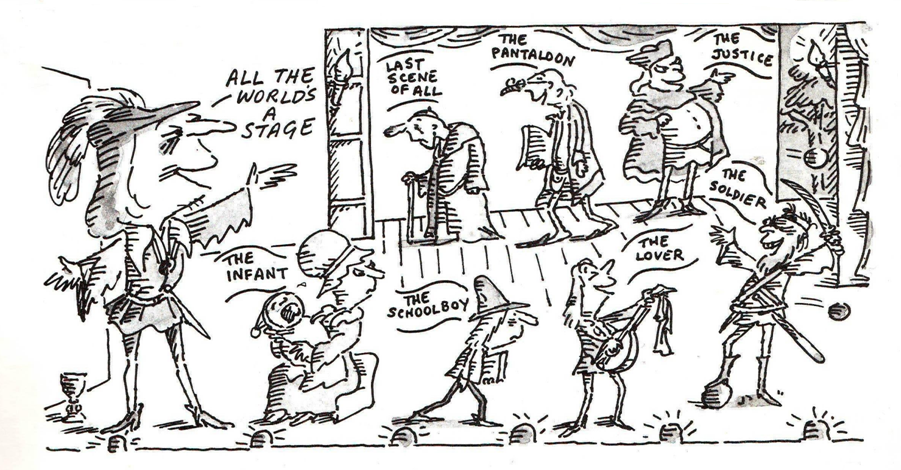 ALL THE
WORLD'S
A
STAGE
LAST
SCENE
OF ALL
THE
PANTALOON
THE
JUSTICE
THE
SOLDIER
THE
LOVER
THE
INFANT
THE
SCHOOLBOY